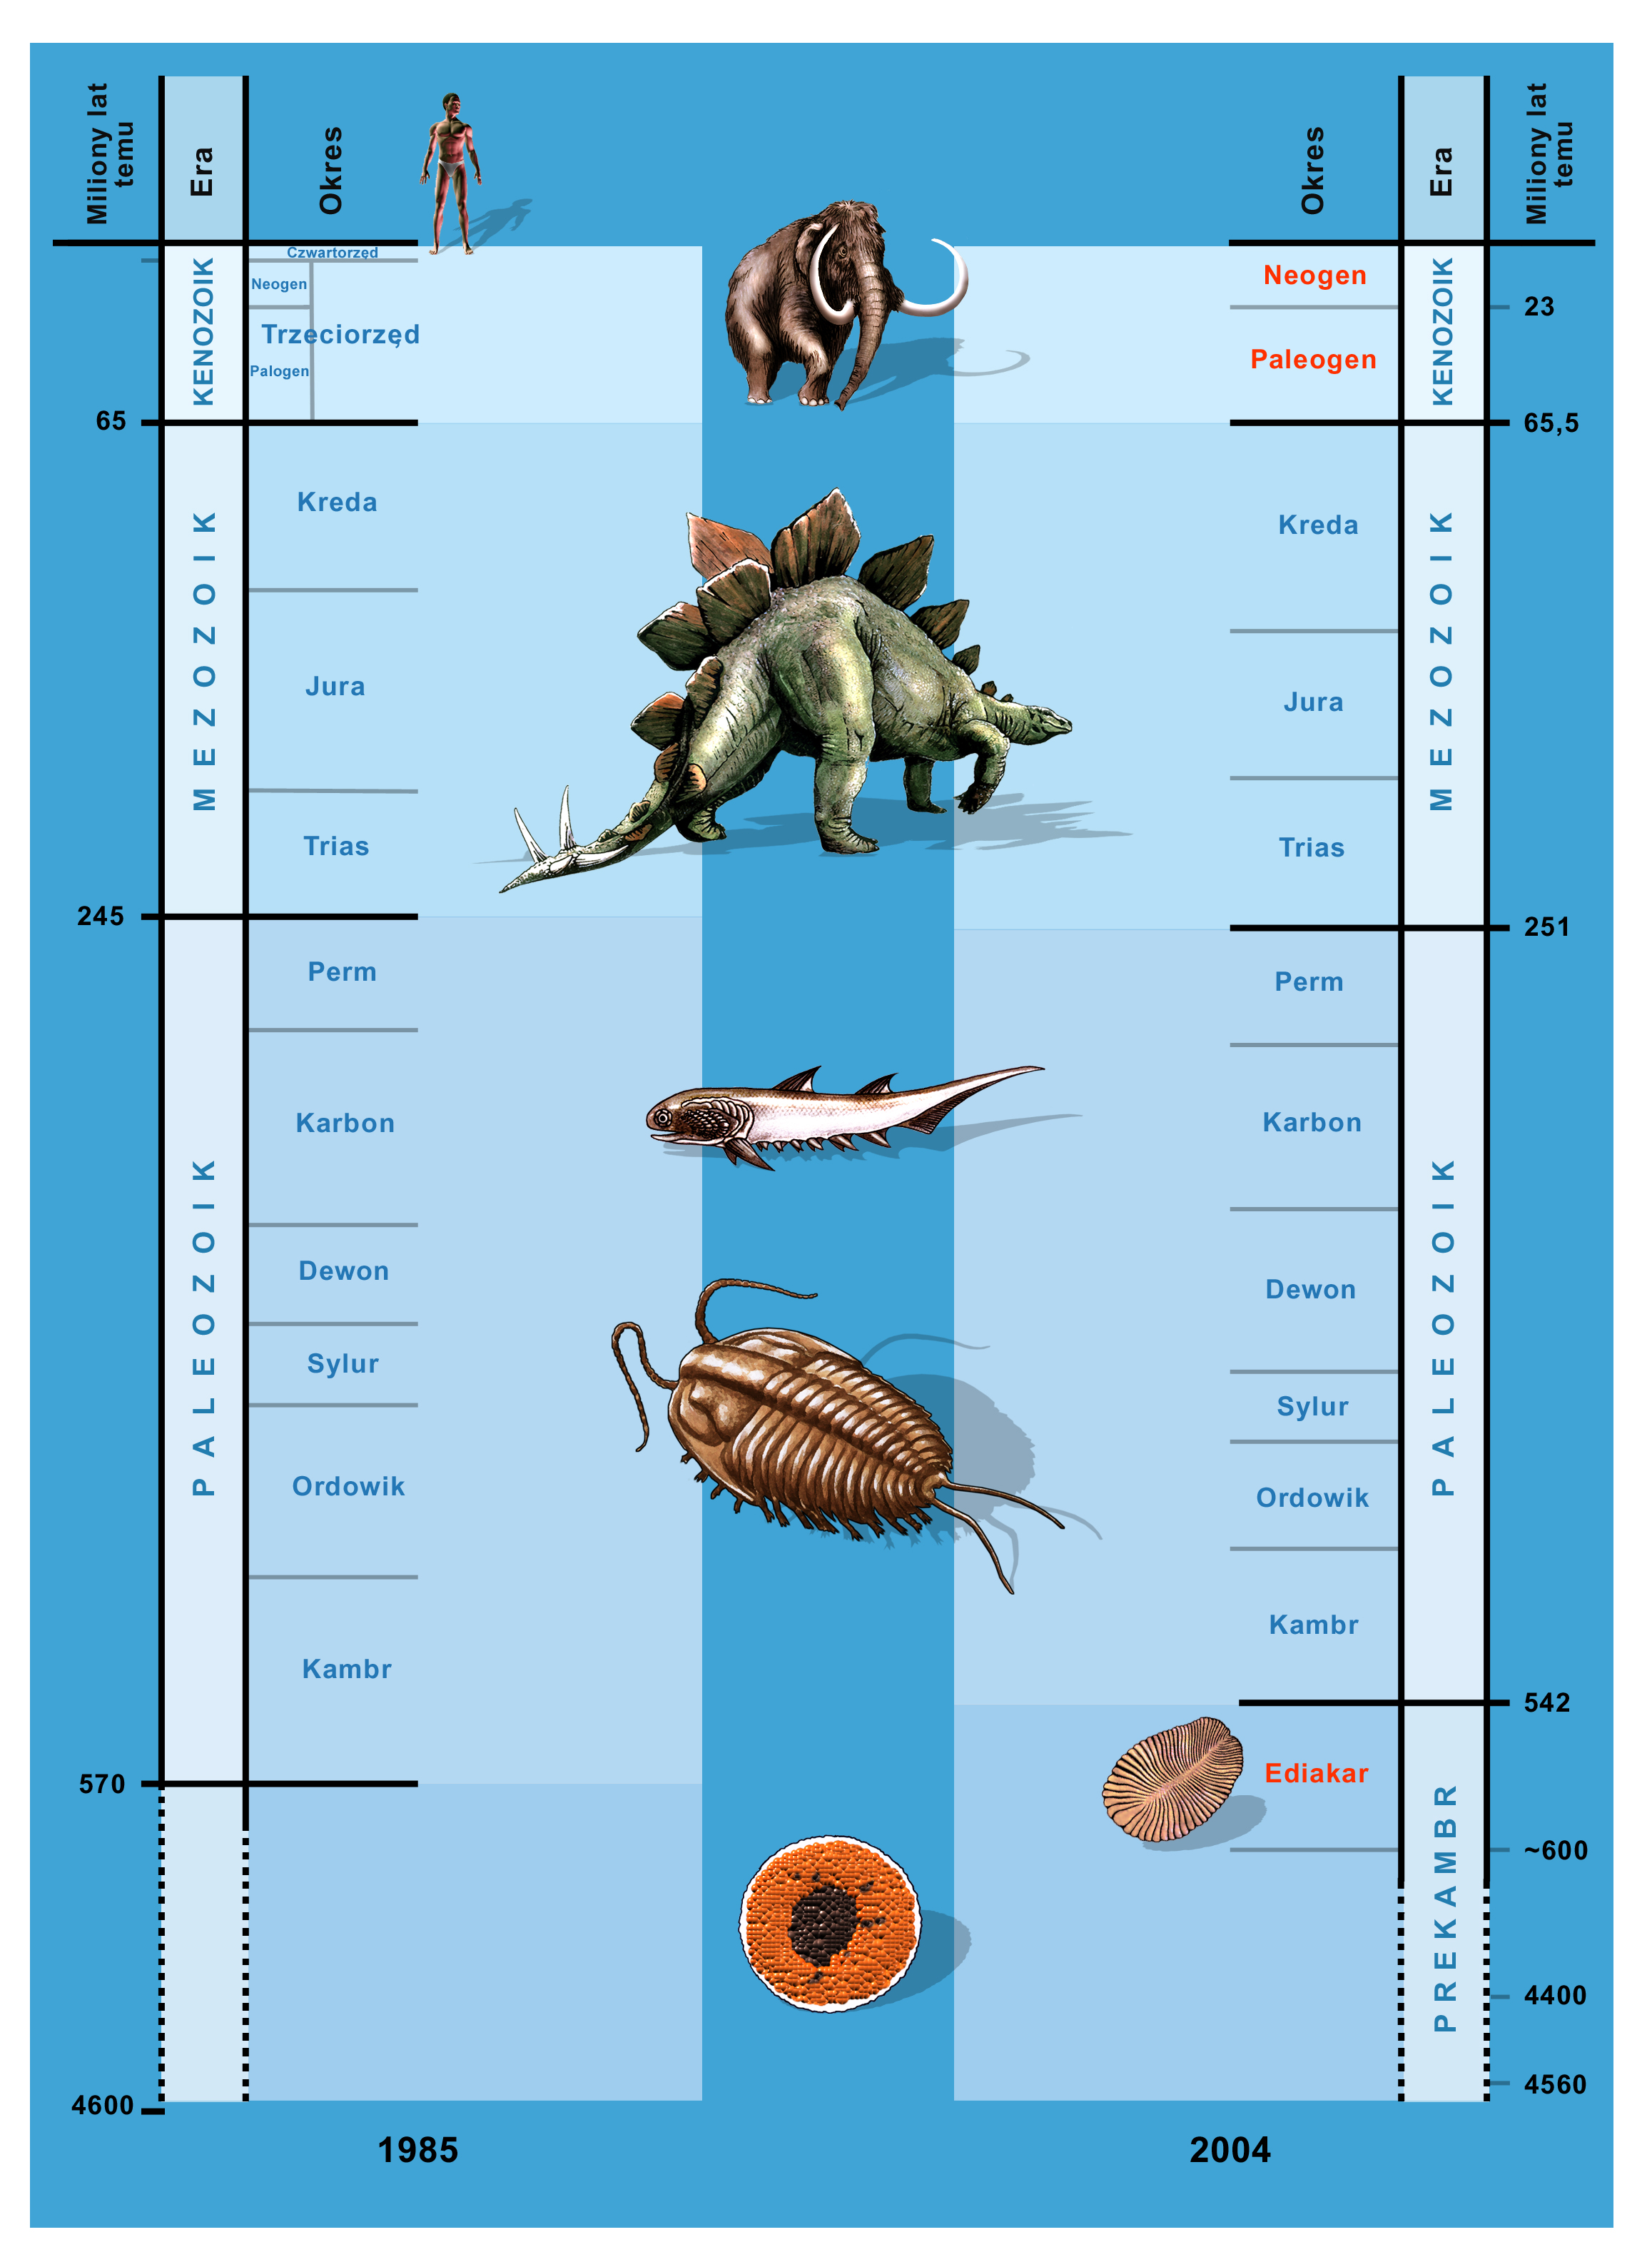 Miliony lat
temu
Era
Okres
Czwartorzęd
Neogen
Trzeciorzęd
Palogen
KENOZOIK
65
Kreda
Jura
Trias
MEZOZOIK
245
Perm
Karbon
Dewon
Sylur
Ordowik
Kambr
PALEOZOIK
570
4600
1985
Okres
Era
Miliony lat
temu
Neogen
23
Paleogen
KENOZOIK
65,5
Kreda
Jura
Trias
MEZOZOIK
251
Perm
Karbon
Dewon
Sylur
Ordowik
Kambr
PALEOZOIK
542
Ediakar
~600
PREKAMBR
4400
4560
2004